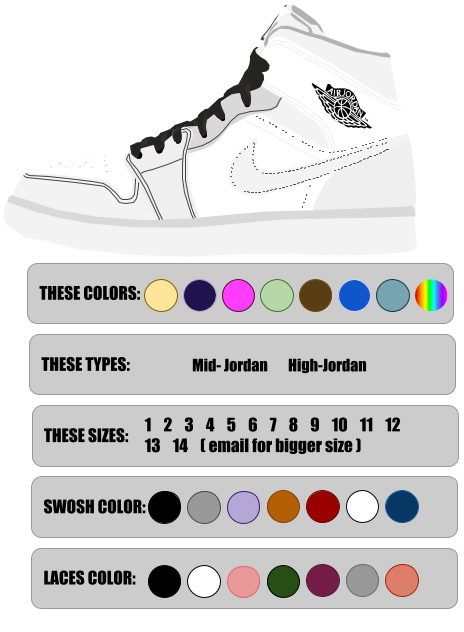 AIR JORDAN
THESE COLORS:
THESE TYPES: Mid- Jordan High-Jordan
THESE SIZES: 1 2 3 4 5 6 7 8 9 10 11 12
13 14 ( email for bigger size )
SWOSH COLOR:
LACES COLOR: